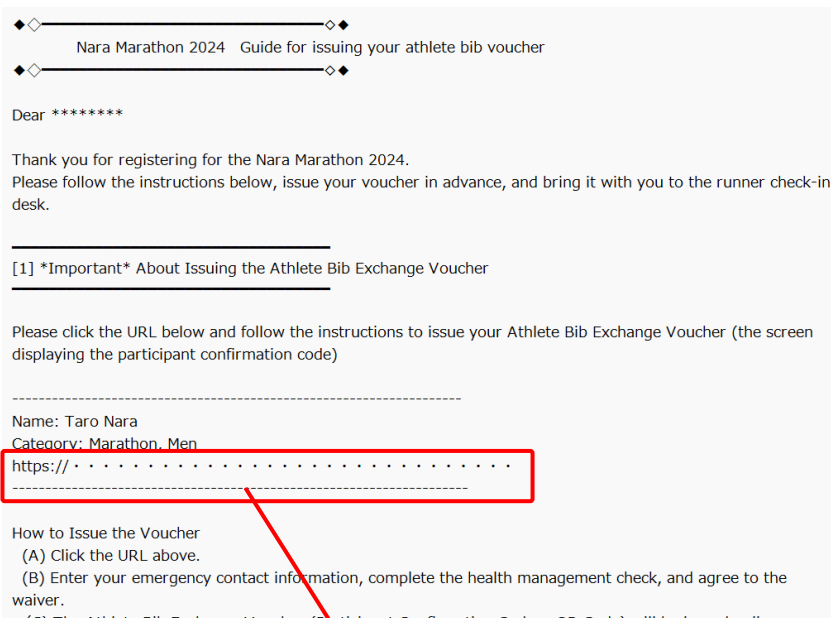 ◆◇━━━━━━━━━━━━━━━━━━━━━━━◇◆
Nara Marathon 2024 Guide for issuing your athlete bib voucher
◆◇━━━━━━━━━━━━━━━━━━━━━━━◇◆
Dear ********
Thank you for registering for the Nara Marathon 2024.
Please follow the instructions below, issue your voucher in advance, and bring it with you to the runner check-in
desk.
[1] *Important* About Issuing the Athlete Bib Exchange Voucher
Please click the URL below and follow the instructions to issue your Athlete Bib Exchange Voucher (the screen
displaying the participant confirmation code)
--------------------------------------------------------------------
Name: Taro Nara
Category: Marathon, Men
https://・・・・・・・・・・・・・・・・・・・・・・・・・・・・・・
--------------------------------------------------------------------
How to Issue the Voucher
(A) Click the URL above.
(B) Enter your emergency contact information, complete the health management check, and agree to the
waiver.